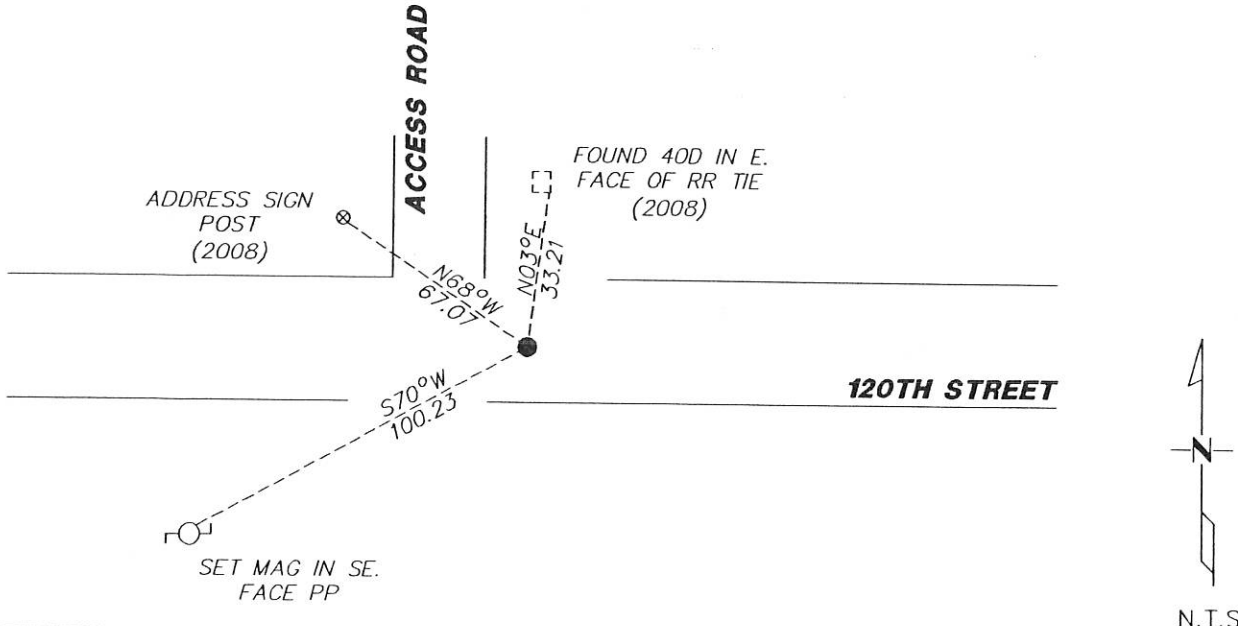 ACCESS ROAD
FOUND 40D IN E.
FACE OF RR TIE
(2008)
ADDRESS SIGN
POST
(2008)
N68°W
67.07
N03°E
33.21
S70°W
100.23
120TH STREET
N
SET MAG IN SE.
FACE PP
N.T.S